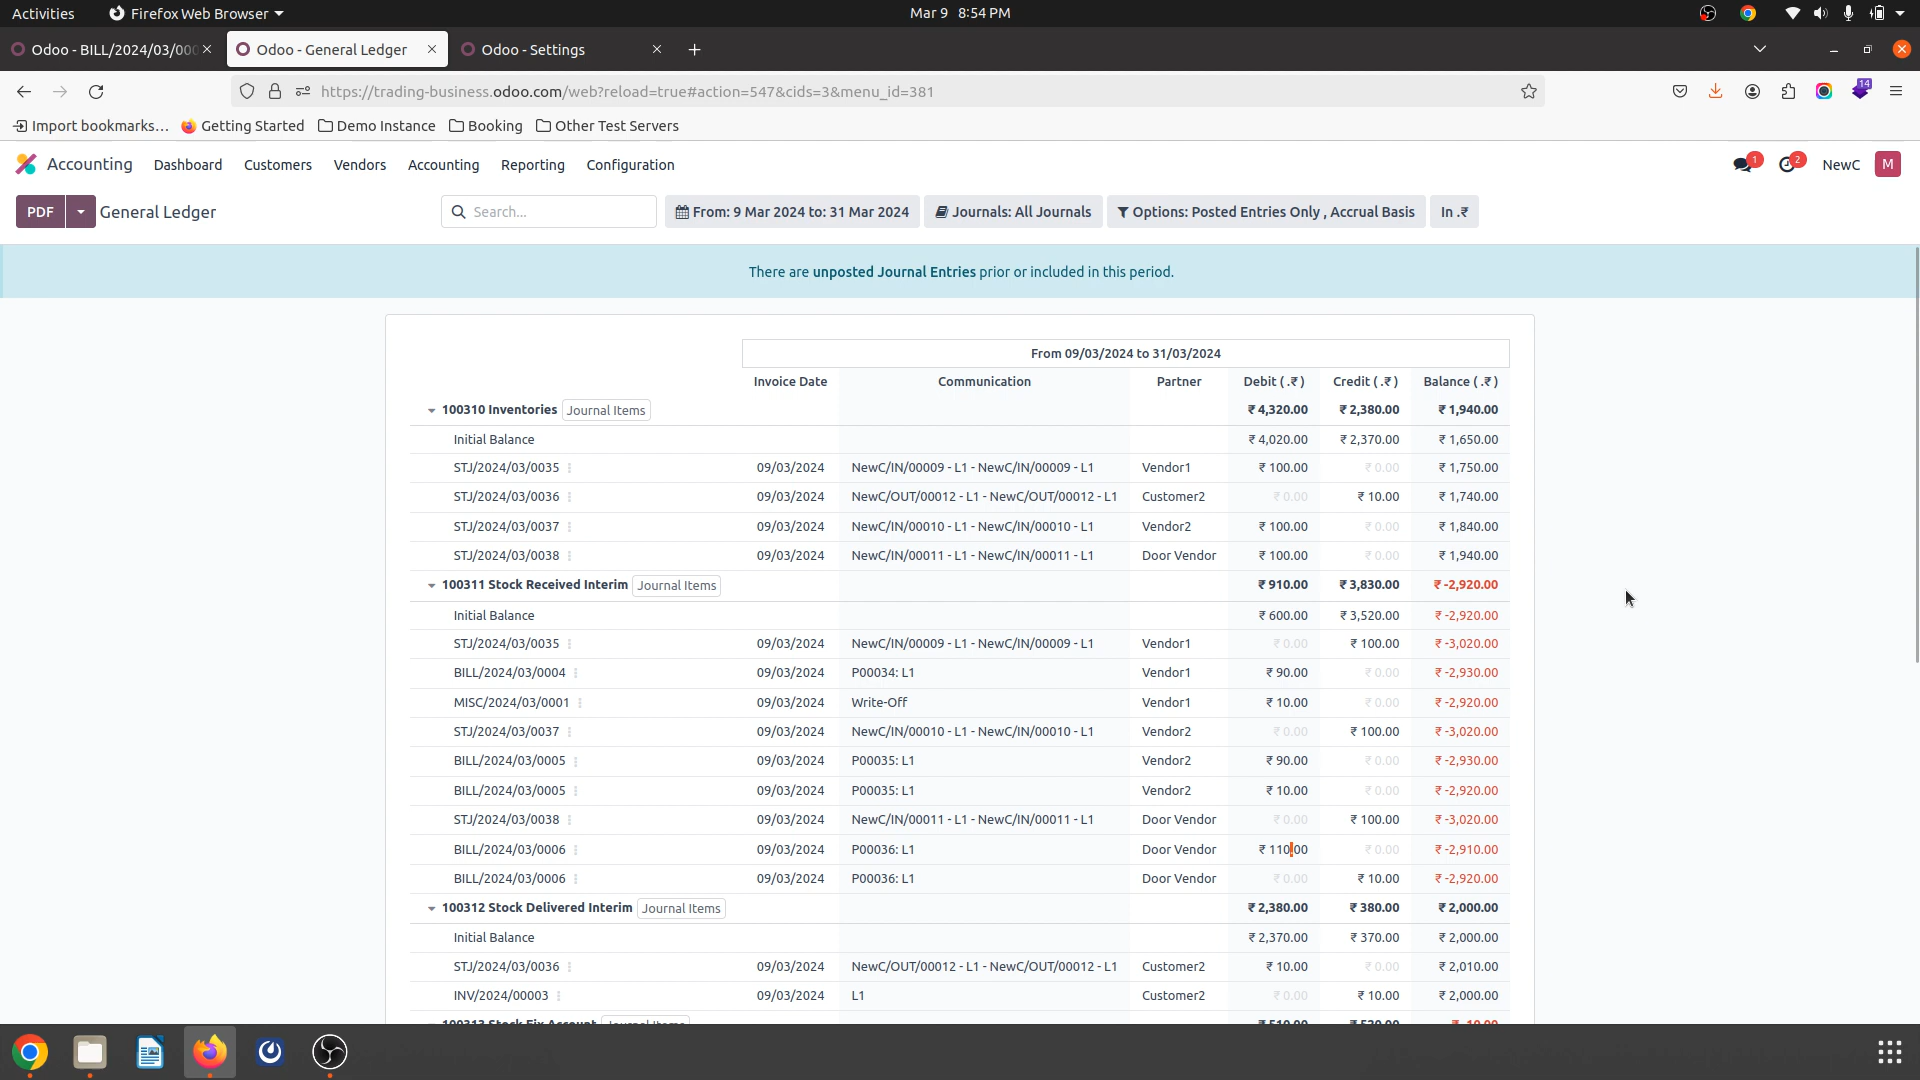 Activities Firefox Web Browser Mar 9 8:54 PM
Odoo - BILL/2024/03/000 Odoo - General Ledger Odoo - Settings
https://trading-business.odoo.com/web?reload=true#action=547&cids=3&menu_id=381 14
Import bookmarks… Getting Started Demo Instance Booking Other Test Servers
Accounting Dashboard Customers Vendors Accounting Reporting Configuration 1 2 NewC M
PDF General Ledger Search... From: 9 Mar 2024 to: 31 Mar 2024 Journals: All Journals Options: Posted Entries Only , Accrual Basis In .₹
There are unposted Journal Entries prior or included in this period.
From 09/03/2024 to 31/03/2024
Invoice Date Communication Partner Debit ( .₹ ) Credit ( .₹ ) Balance ( .₹ )
100310 Inventories Journal Items ₹ 4,320.00 ₹ 2,380.00 ₹ 1,940.00
Initial Balance ₹ 4,020.00 ₹ 2,370.00 ₹ 1,650.00
STJ/2024/03/0035 09/03/2024 NewC/IN/00009 - L1 - NewC/IN/00009 - L1 Vendor1 ₹ 100.00 ₹ 0.00 ₹ 1,750.00
STJ/2024/03/0036 09/03/2024 NewC/OUT/00012 - L1 - NewC/OUT/00012 - L1 Customer2 ₹ 0.00 ₹ 10.00 ₹ 1,740.00
STJ/2024/03/0037 09/03/2024 NewC/IN/00010 - L1 - NewC/IN/00010 - L1 Vendor2 ₹ 100.00 ₹ 0.00 ₹ 1,840.00
STJ/2024/03/0038 09/03/2024 NewC/IN/00011 - L1 - NewC/IN/00011 - L1 Door Vendor ₹ 100.00 ₹ 0.00 ₹ 1,940.00
100311 Stock Received Interim Journal Items ₹ 910.00 ₹ 3,830.00 ₹ -2,920.00
Initial Balance ₹ 600.00 ₹ 3,520.00 ₹ -2,920.00
STJ/2024/03/0035 09/03/2024 NewC/IN/00009 - L1 - NewC/IN/00009 - L1 Vendor1 ₹ 0.00 ₹ 100.00 ₹ -3,020.00
BILL/2024/03/0004 09/03/2024 P00034: L1 Vendor1 ₹ 90.00 ₹ 0.00 ₹ -2,930.00
MISC/2024/03/0001 09/03/2024 Write-Off Vendor1 ₹ 10.00 ₹ 0.00 ₹ -2,920.00
STJ/2024/03/0037 09/03/2024 NewC/IN/00010 - L1 - NewC/IN/00010 - L1 Vendor2 ₹ 0.00 ₹ 100.00 ₹ -3,020.00
BILL/2024/03/0005 09/03/2024 P00035: L1 Vendor2 ₹ 90.00 ₹ 0.00 ₹ -2,930.00
BILL/2024/03/0005 09/03/2024 P00035: L1 Vendor2 ₹ 10.00 ₹ 0.00 ₹ -2,920.00
STJ/2024/03/0038 09/03/2024 NewC/IN/00011 - L1 - NewC/IN/00011 - L1 Door Vendor ₹ 0.00 ₹ 100.00 ₹ -3,020.00
BILL/2024/03/0006 09/03/2024 P00036: L1 Door Vendor ₹ 110.00 ₹ 0.00 ₹ -2,910.00
BILL/2024/03/0006 09/03/2024 P00036: L1 Door Vendor ₹ 0.00 ₹ 10.00 ₹ -2,920.00
100312 Stock Delivered Interim Journal Items ₹ 2,380.00 ₹ 380.00 ₹ 2,000.00
Initial Balance ₹ 2,370.00 ₹ 370.00 ₹ 2,000.00
STJ/2024/03/0036 09/03/2024 NewC/OUT/00012 - L1 - NewC/OUT/00012 - L1 Customer2 ₹ 10.00 ₹ 0.00 ₹ 2,010.00
INV/2024/00003 09/03/2024 L1 Customer2 ₹ 0.00 ₹ 10.00 ₹ 2,000.00